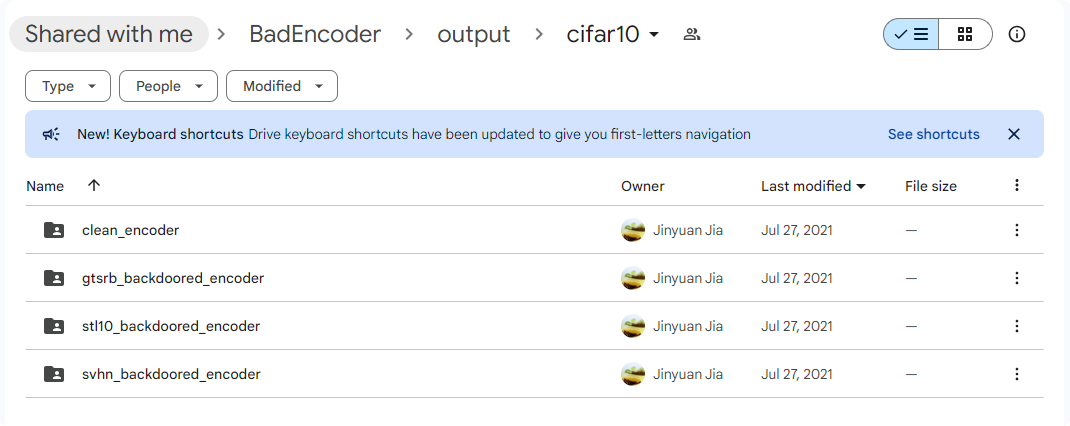 Shared with me > BadEncoder > output > cifar10
Type People Modified
New! Keyboard shortcuts Drive keyboard shortcuts have been updated to give you first-letters navigation See shortcuts
Name Owner Last modified File size
clean_encoder Jinyuan Jia Jul 27, 2021 —
gtsrb_backdoored_encoder Jinyuan Jia Jul 27, 2021 —
stl10_backdoored_encoder Jinyuan Jia Jul 27, 2021 —
svhn_backdoored_encoder Jinyuan Jia Jul 27, 2021 —